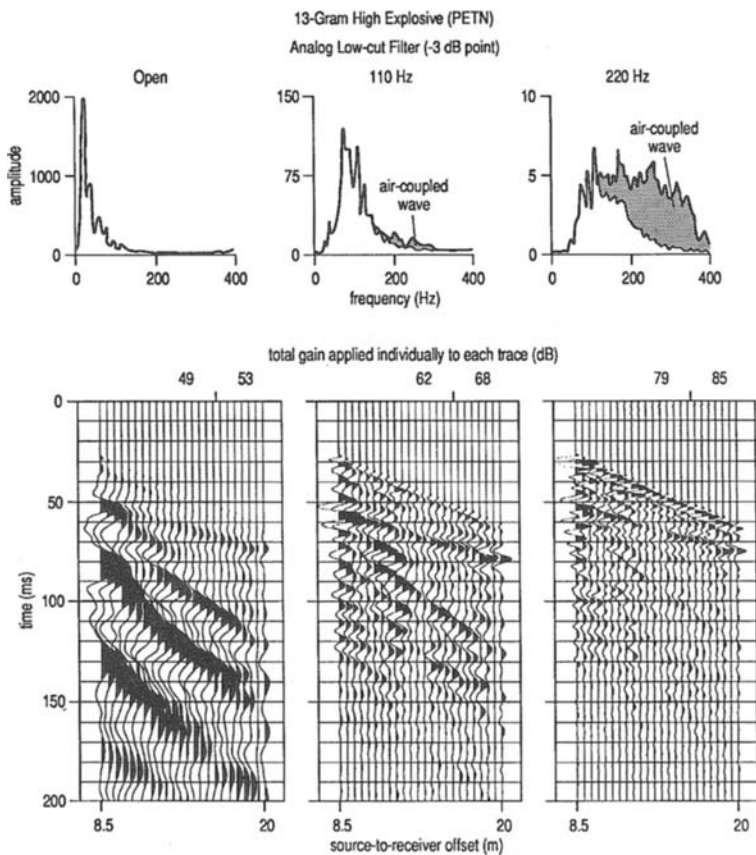 13-Gram High Explosive (PETN)
Analog Low-cut Filter (-3 dB point)
Open
110 Hz
220 Hz
amplitude
2000
1000
0
0 200 400
150
75
0
0 200 400
air-coupled
wave
10
5
0
0 200 400
air-coupled
wave
frequency (Hz)
total gain applied individually to each trace (dB)
49 53
62 68
79 85
time (ms)
0
50
100
150
200
8.5 20
8.5 20
8.5 20
source-to-receiver offset (m)